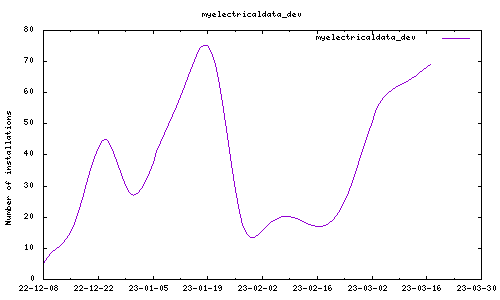 myelectricaldata_dev
myelectricaldata_dev
Number of installations
80
70
60
50
40
30
20
10
0
22-12-08 22-12-22 23-01-05 23-01-19 23-02-02 23-02-16 23-03-02 23-03-16 23-03-30